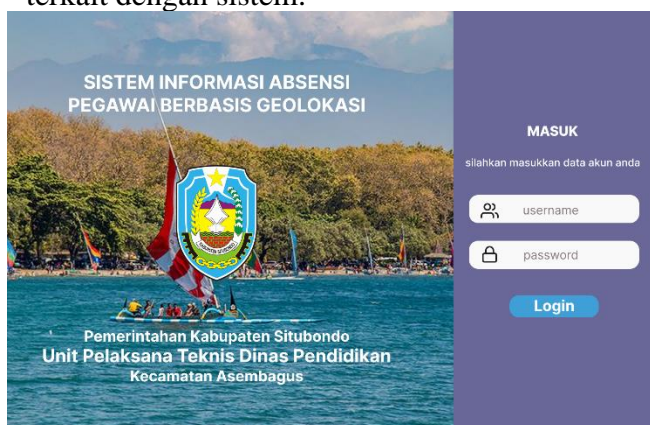 terkait dengan sistem.
SISTEM INFORMASI ABSENSI
PEGAWAI BERBASIS GEOLOKASI
Pemerintahan Kabupaten Situbondo
Unit Pelaksana Teknis Dinas Pendidikan
Kecamatan Asembagus
MASUK
silahkan masukkan data akun anda
username
password
Login